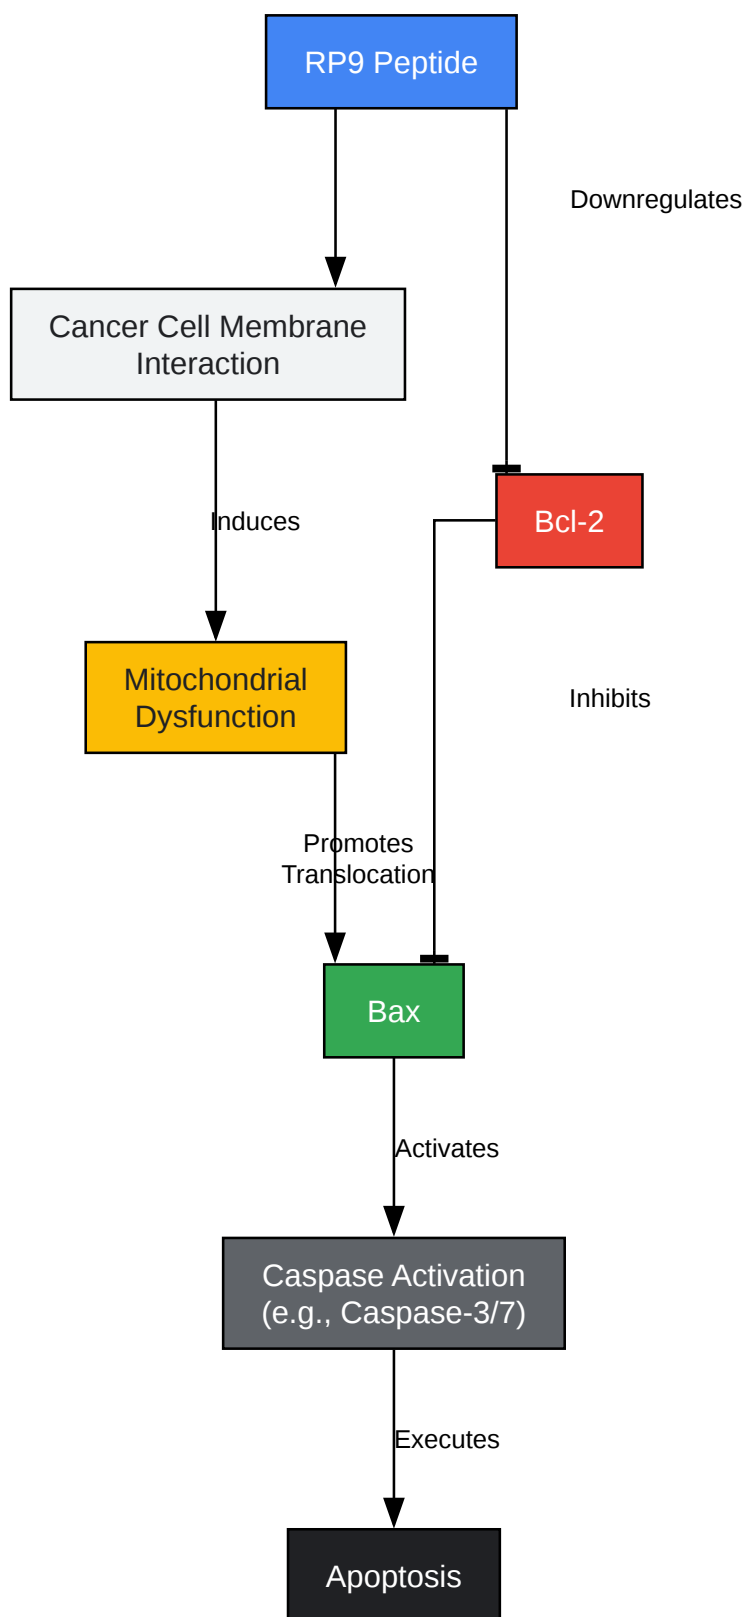 RP9 Peptide
Downregulates
Cancer Cell Membrane
Interaction
Induces
Bcl-2
Mitochondrial
Dysfunction
Inhibits
Promotes
Translocation
Bax
Activates
Caspase Activation
(e.g., Caspase-3/7)
Executes
Apoptosis